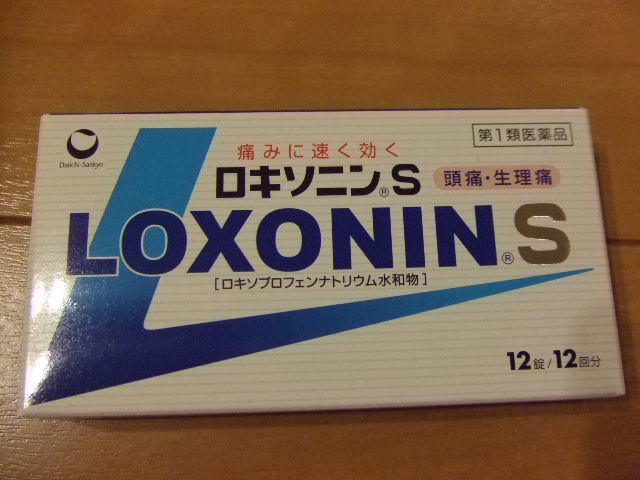 Daiichi-Sankyo
第1類医薬品
痛みに速く効く
ロキソニン®S
頭痛・生理痛
LOXONIN®S
[ロキソプロフェンナトリウム水和物]
12錠/12回分